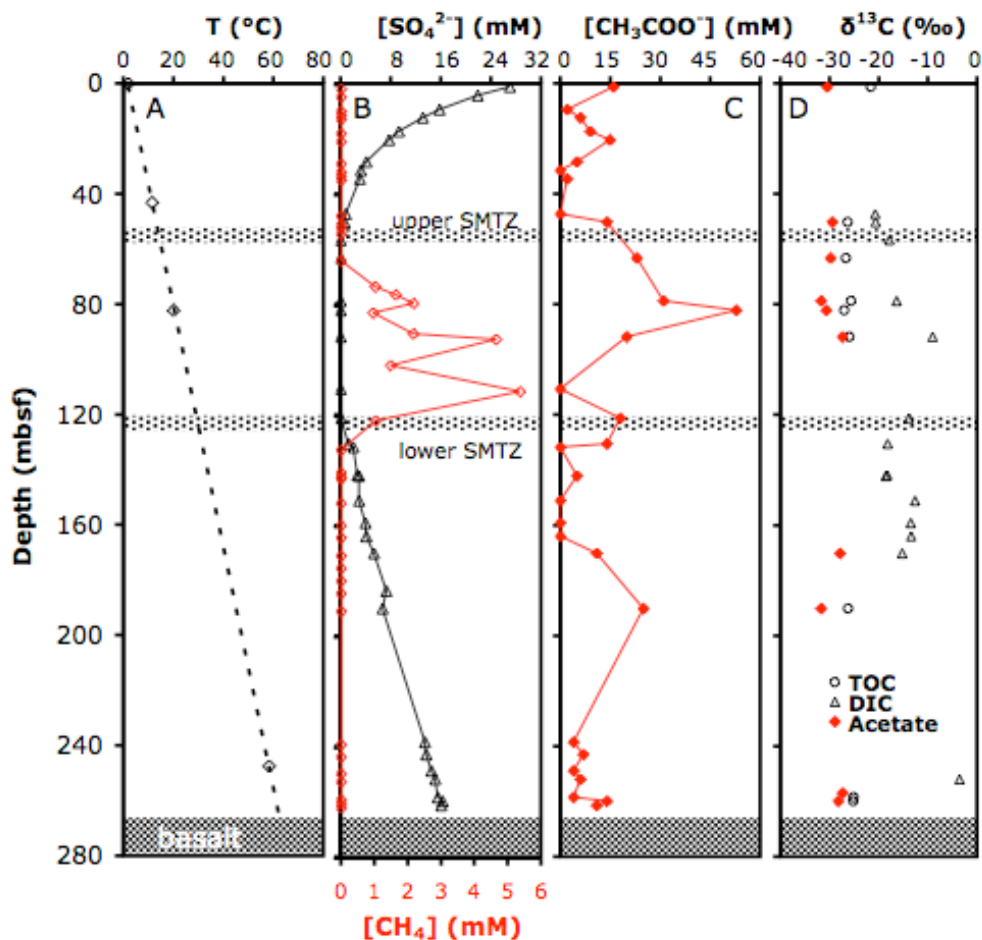 T (°C)
[SO₄²⁻] (mM)
[CH₃COO⁻] (mM)
δ¹³C (‰)
0 20 40 60 80
0 8 16 24 32
0 15 30 45 60
-40 -30 -20 -10 0
A
B
C
D
0
40
80
120
160
200
240
280
Depth (mbsf)
upper SMTZ
lower SMTZ
TOC
DIC
Acetate
basalt
0 1 2 3 4 5 6
[CH₄] (mM)